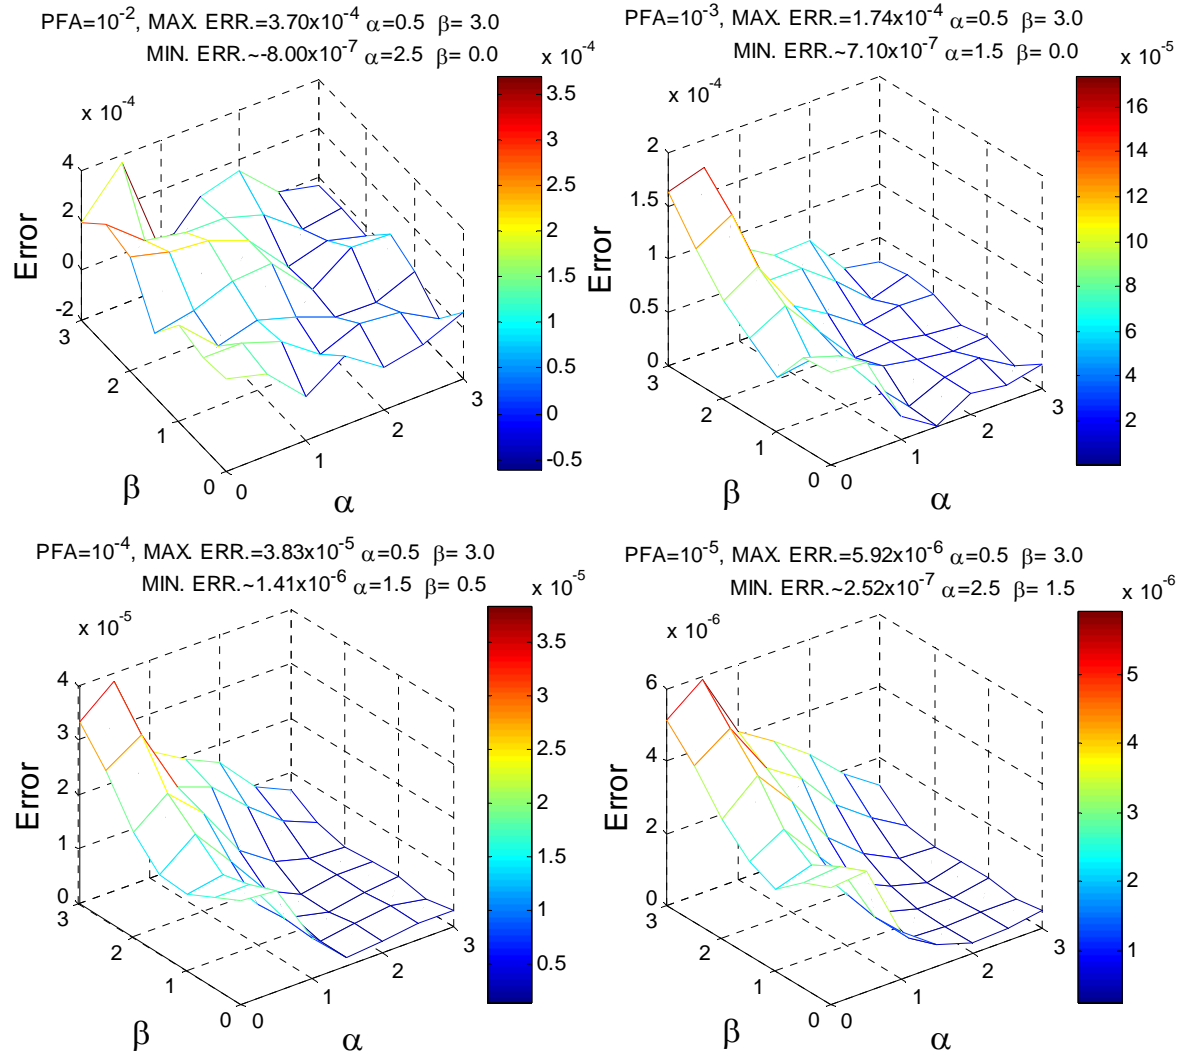 PFA=10^-2, MAX. ERR.=3.70x10^-4 α=0.5 β= 3.0
MIN. ERR.~-8.00x10^-7 α=2.5 β= 0.0
x 10^-4
x 10^-4
4
2
0
-2
Error
3
2
1
0
β
0
1
2
3
α
3.5
3
2.5
2
1.5
1
0.5
0
-0.5
PFA=10^-3, MAX. ERR.=1.74x10^-4 α=0.5 β= 3.0
MIN. ERR.~7.10x10^-7 α=1.5 β= 0.0
x 10^-4
x 10^-5
2
1.5
1
0.5
0
Error
3
2
1
0
β
0
1
2
3
α
16
14
12
10
8
6
4
2
PFA=10^-4, MAX. ERR.=3.83x10^-5 α=0.5 β= 3.0
MIN. ERR.~1.41x10^-6 α=1.5 β= 0.5
x 10^-5
x 10^-5
4
3
2
1
0
Error
3
2
1
0
β
0
1
2
3
α
3.5
3
2.5
2
1.5
1
0.5
PFA=10^-5, MAX. ERR.=5.92x10^-6 α=0.5 β= 3.0
MIN. ERR.~2.52x10^-7 α=2.5 β= 1.5
x 10^-6
x 10^-6
6
4
2
0
Error
3
2
1
0
β
0
1
2
3
α
5
4
3
2
1